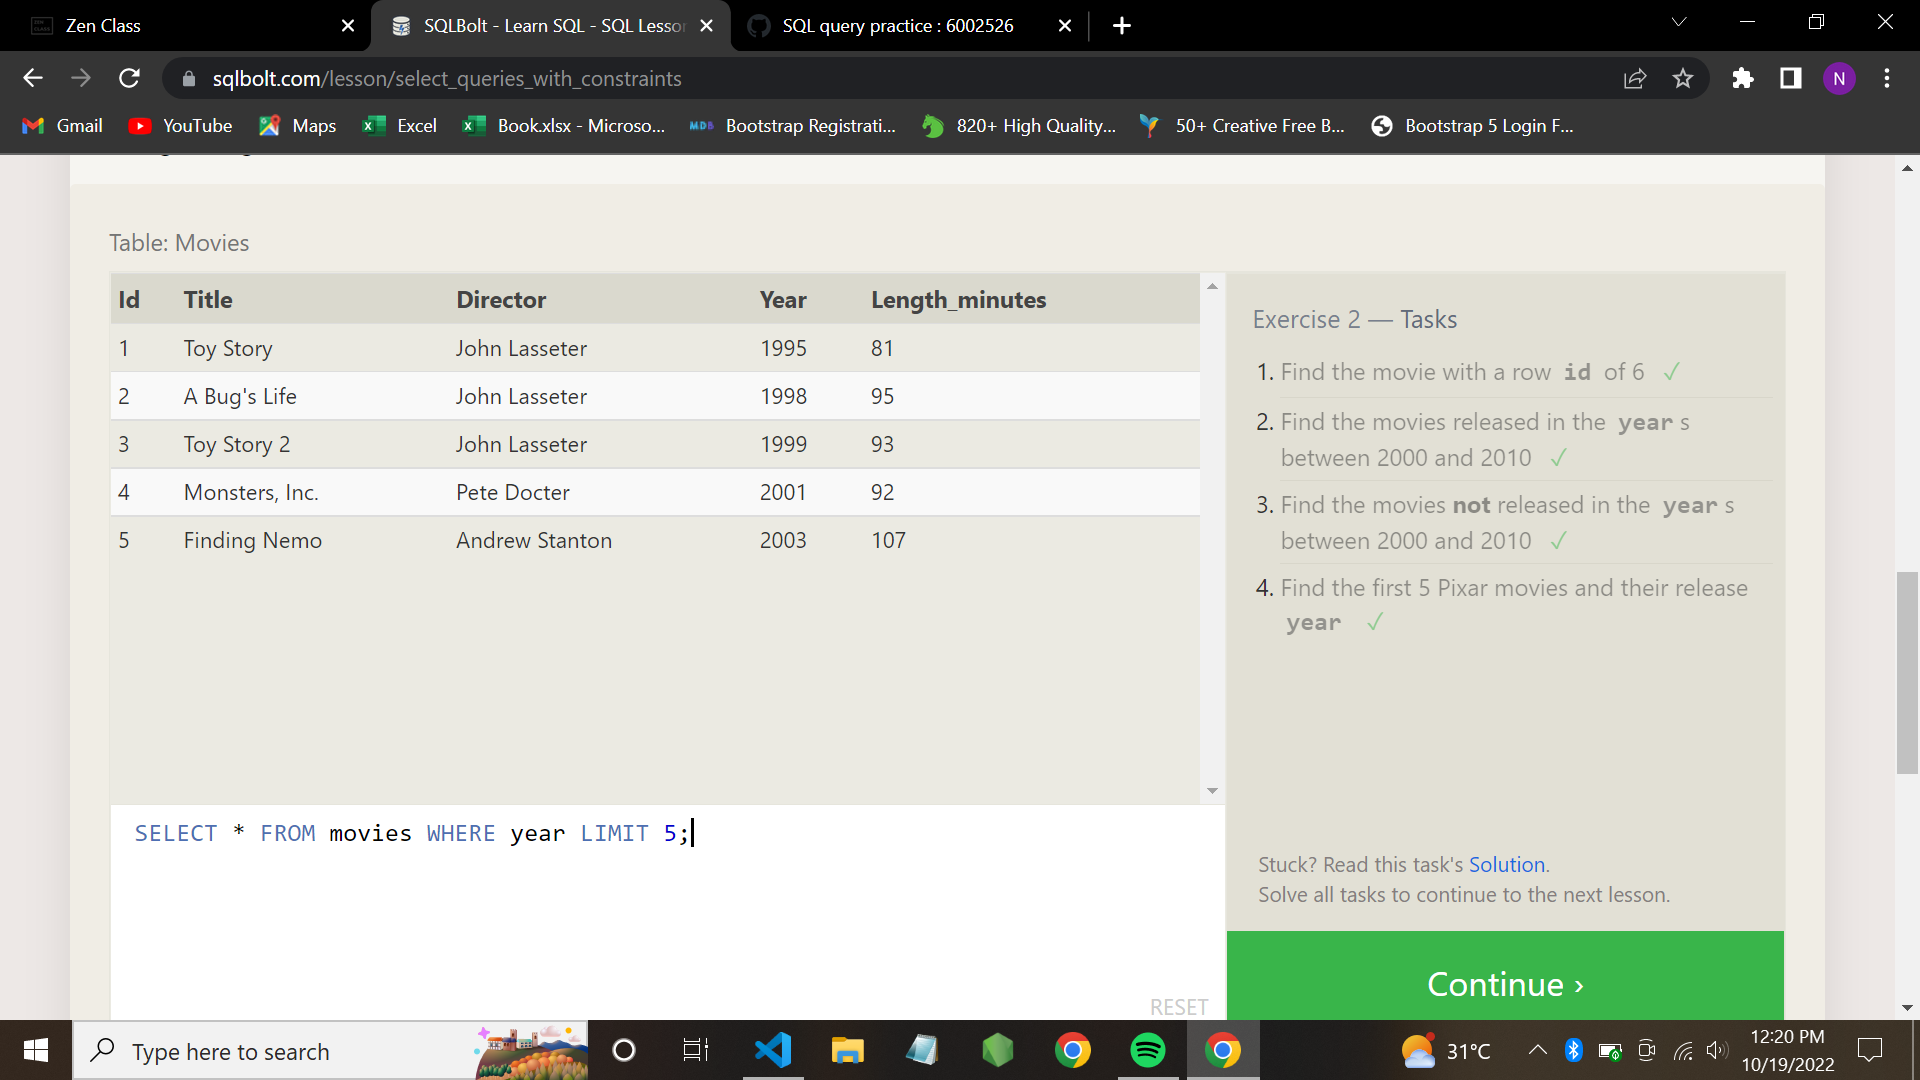 Zen Class
SQLBolt - Learn SQL - SQL Lesso
SQL query practice : 6002526
sqlbolt.com/lesson/select_queries_with_constraints
N
Gmail
YouTube
Maps
Excel
Book.xlsx - Microso...
MDB
Bootstrap Registrati...
820+ High Quality...
50+ Creative Free B...
Bootstrap 5 Login F...
Table: Movies
Id Title Director Year Length_minutes
1 Toy Story John Lasseter 1995 81
2 A Bug's Life John Lasseter 1998 95
3 Toy Story 2 John Lasseter 1999 93
4 Monsters, Inc. Pete Docter 2001 92
5 Finding Nemo Andrew Stanton 2003 107
SELECT * FROM movies WHERE year LIMIT 5;
RESET
Exercise 2 — Tasks
1. Find the movie with a row id of 6 ✓
2. Find the movies released in the year s
between 2000 and 2010 ✓
3. Find the movies not released in the year s
between 2000 and 2010 ✓
4. Find the first 5 Pixar movies and their release
year ✓
Stuck? Read this task's Solution.
Solve all tasks to continue to the next lesson.
Continue ›
Type here to search
31°C
12:20 PM
10/19/2022